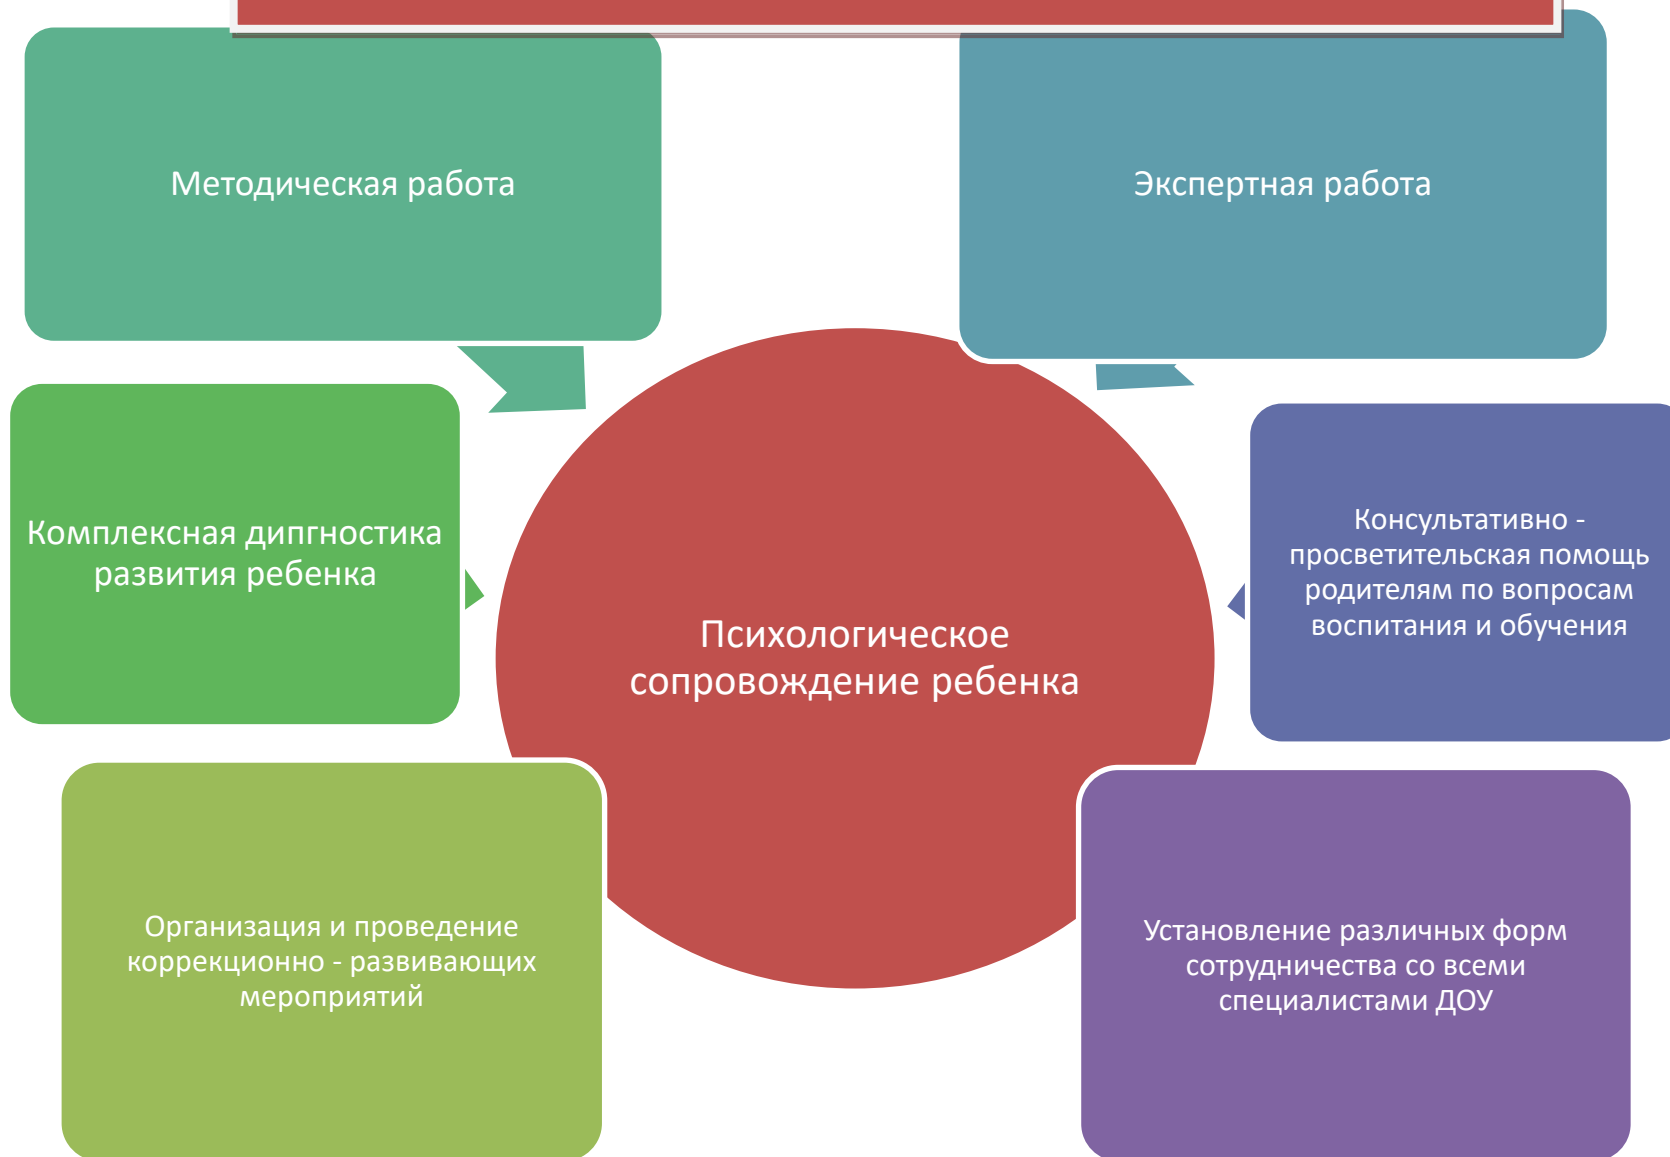 Методическая работа
Экспертная работа
Комплексная дипгностика
развития ребенка
Психологическое
сопровождение ребенка
Консультативно -
просветительская помощь
родителям по вопросам
воспитания и обучения
Организация и проведение
коррекционно - развивающих
мероприятий
Установление различных форм
сотрудничества со всеми
специалистами ДОУ